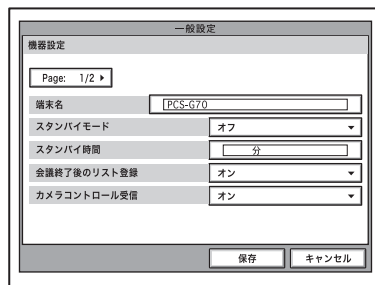 一般設定
機器設定
Page: 1/2
端末名 PCS-G70
スタンバイモード オフ
スタンバイ時間 分
会議終了後のリスト登録 オン
カメラコントロール受信 オン
保存 キャンセル